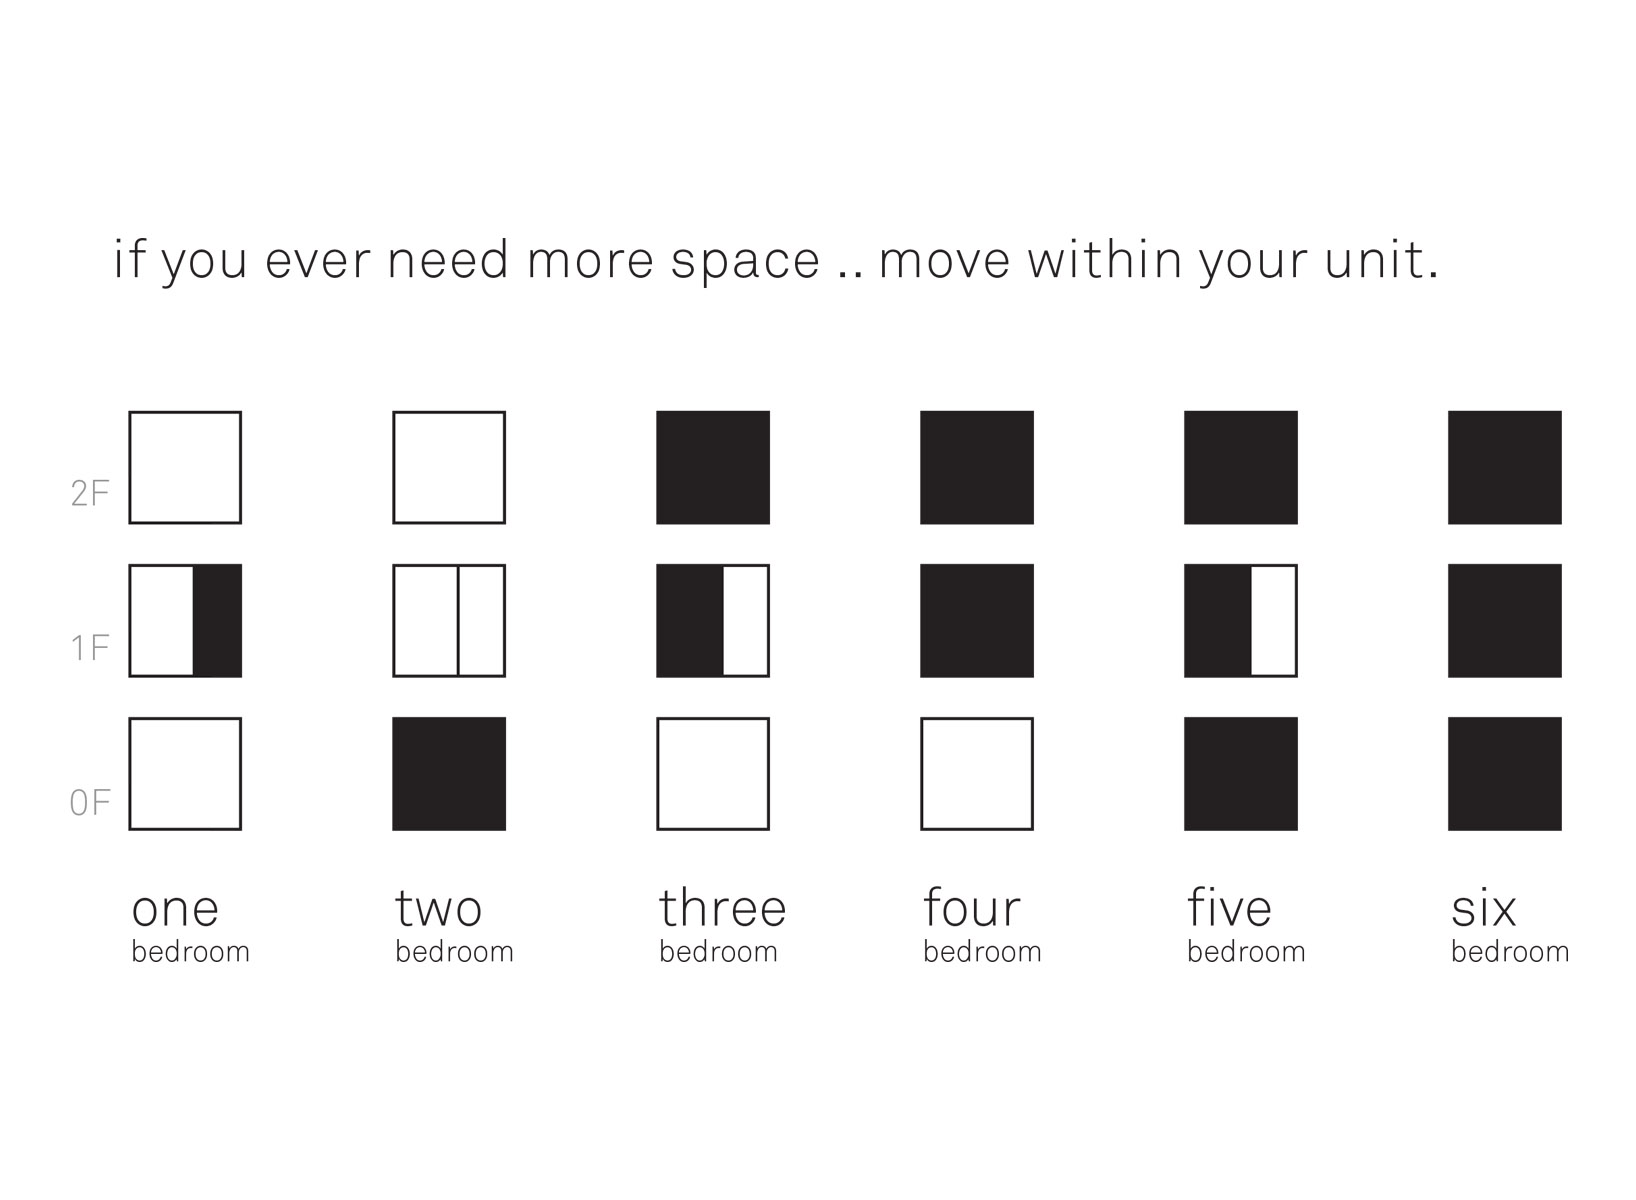 if you ever need more space .. move within your unit.
2F
1F
0F
one two three four five six
bedroom bedroom bedroom bedroom bedroom bedroom